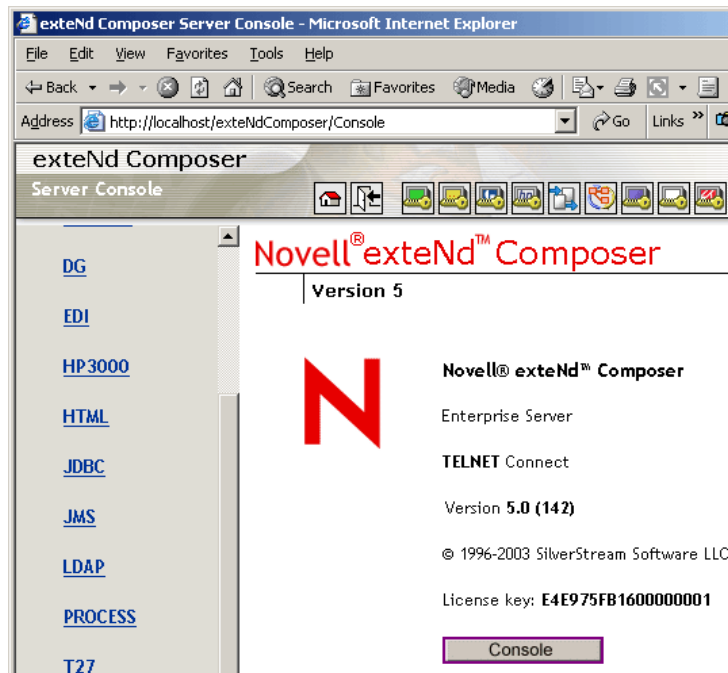 exteNd Composer Server Console - Microsoft Internet Explorer
File Edit View Favorites Tools Help
Back Search Favorites Media
Address http://localhost/exteNdComposer/Console Go Links »
exteNd Composer
Server Console
hp
DG
EDI
HP3000
HTML
JDBC
JMS
LDAP
PROCESS
T27
Novell® exteNd™ Composer
Version 5
N
Novell® exteNd™ Composer
Enterprise Server
TELNET Connect
Version 5.0 (142)
© 1996-2003 SilverStream Software LLC
License key: E4E975FB1600000001
Console